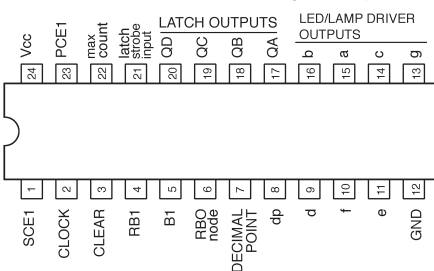 LATCH OUTPUTS
LED/LAMP DRIVER
OUTPUTS
Vcc
PCE1
max
count
latch
strobe
input
QD
QC
QB
QA
b
a
c
g
24
23
22
21
20
19
18
17
16
15
14
13
1
2
3
4
5
6
7
8
9
10
11
12
SCE1
CLOCK
CLEAR
RB1
B1
RBO
node
DECIMAL
POINT
dp
d
f
e
GND